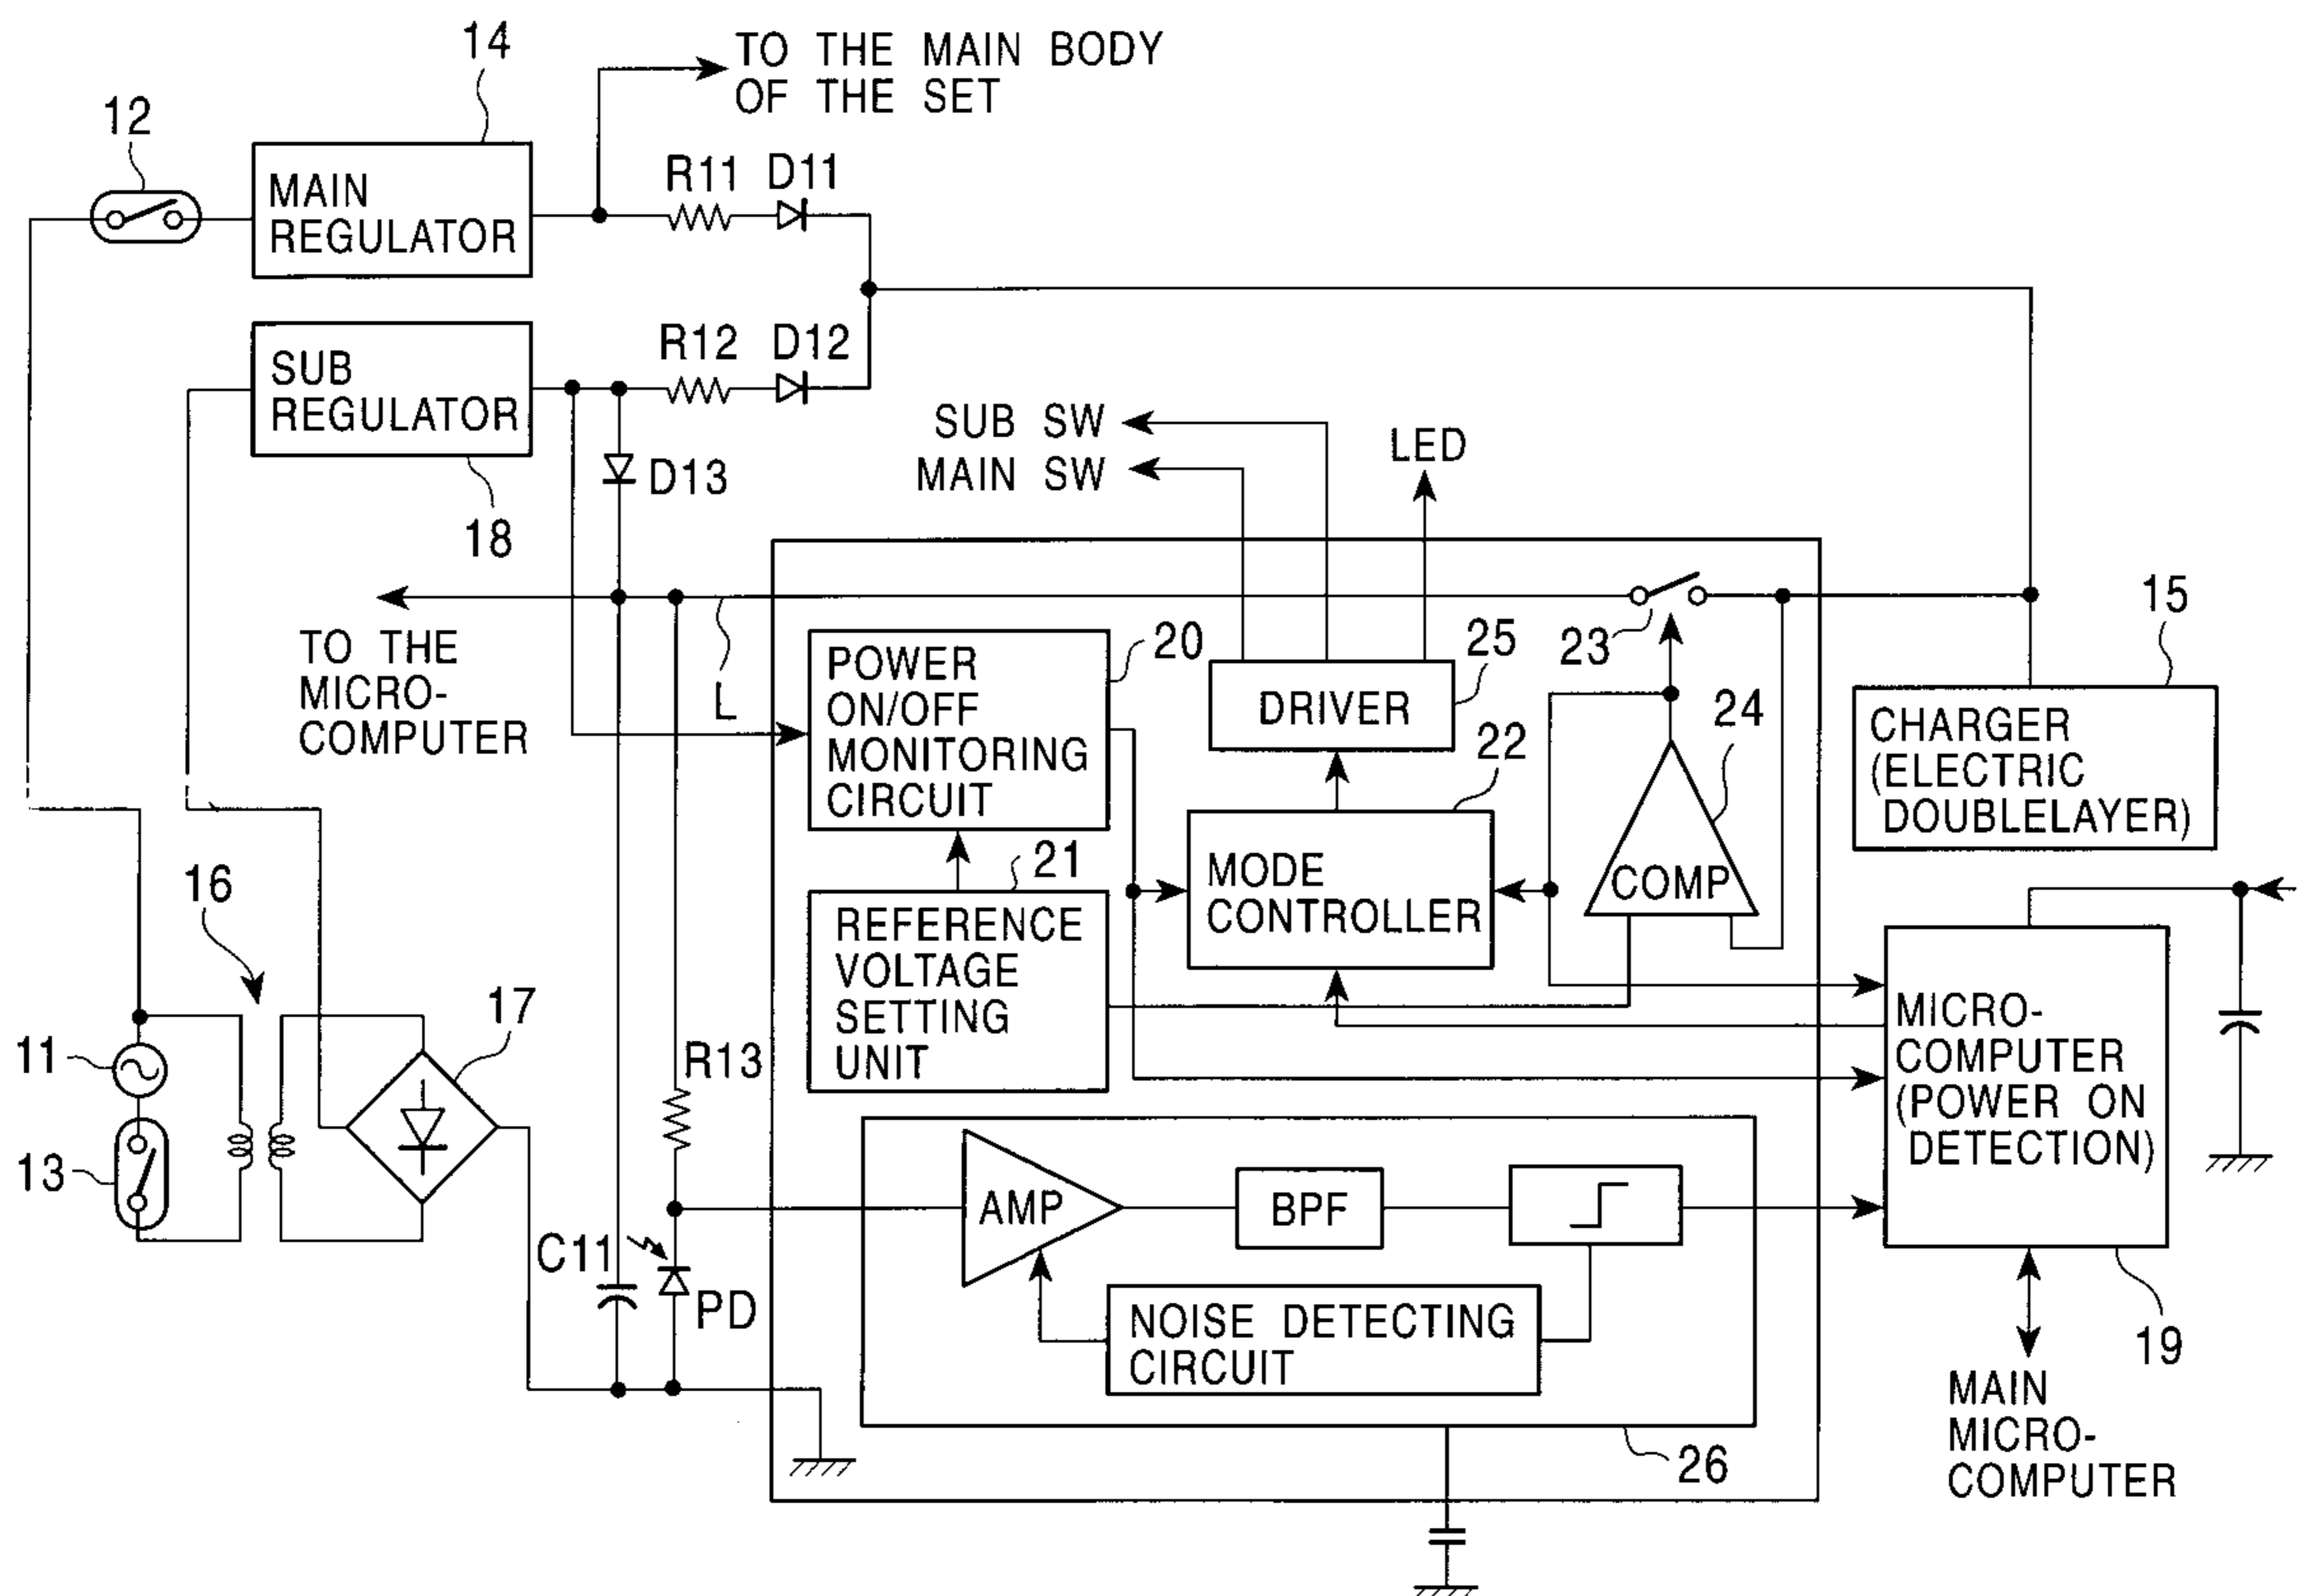 14
TO THE MAIN BODY
OF THE SET
12
MAIN
REGULATOR
R11
D11
SUB
REGULATOR
R12
D12
D13
18
SUB SW
MAIN SW
LED
TO THE
MICRO-
COMPUTER
L
POWER
ON/OFF
MONITORING
CIRCUIT
20
DRIVER
25
23
24
15
CHARGER
(ELECTRIC
DOUBLELAYER)
22
MODE
CONTROLLER
COMP
21
REFERENCE
VOLTAGE
SETTING
UNIT
16
17
11
13
R13
MICRO-
COMPUTER
(POWER ON
DETECTION)
AMP
BPF
C11
PD
NOISE DETECTING
CIRCUIT
19
26
MAIN
MICRO-
COMPUTER